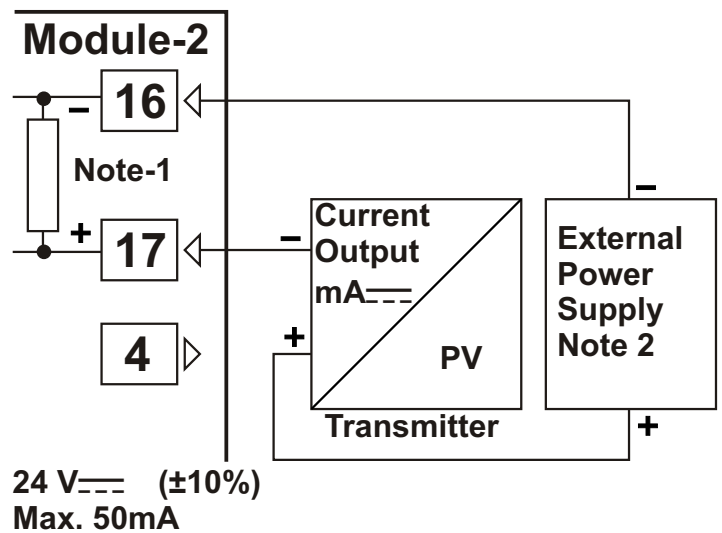 Module-2
− 16
Note-1
+ 17
4
− Current
Output
mA
+
PV
Transmitter
−
External
Power
Supply
Note 2
+
24 V (±10%)
Max. 50mA